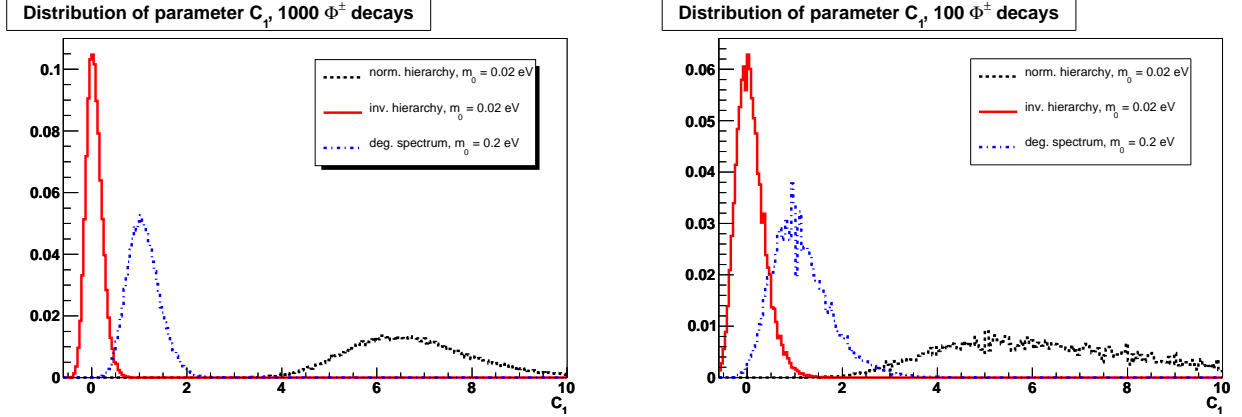 Distribution of parameter C₁, 1000 Φ± decays
0.1
0.08
0.06
0.04
0.02
0
norm. hierarchy, m₀ = 0.02 eV
inv. hierarchy, m₀ = 0.02 eV
deg. spectrum, m₀ = 0.2 eV
0 2 4 6 8 10
C₁
Distribution of parameter C₁, 100 Φ± decays
0.06
0.05
0.04
0.03
0.02
0.01
0
norm. hierarchy, m₀ = 0.02 eV
inv. hierarchy, m₀ = 0.02 eV
deg. spectrum, m₀ = 0.2 eV
0 2 4 6 8 10
C₁